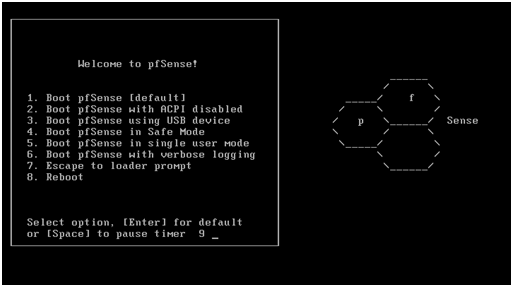 Welcome to pfSense!
1. Boot pfSense [default]
2. Boot pfSense with ACPI disabled
3. Boot pfSense using USB device
4. Boot pfSense in Safe Mode
5. Boot pfSense in single user mode
6. Boot pfSense with verbose logging
7. Escape to loader prompt
8. Reboot
Select option, [Enter] for default
or [Space] to pause timer 9 _
f
p
Sense